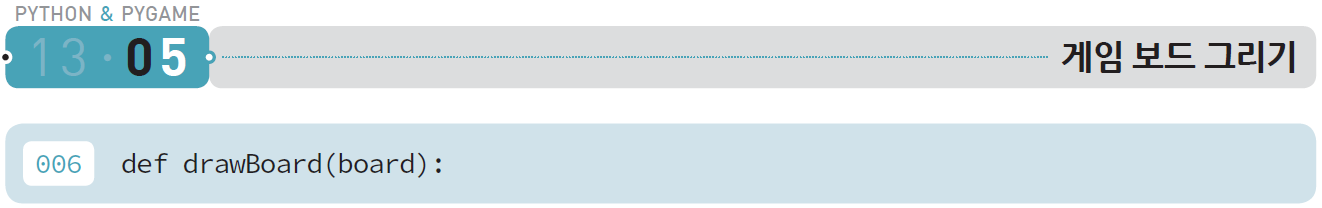 PYTHON & PYGAME
13·05 게임 보드 그리기
006 def drawBoard(board):